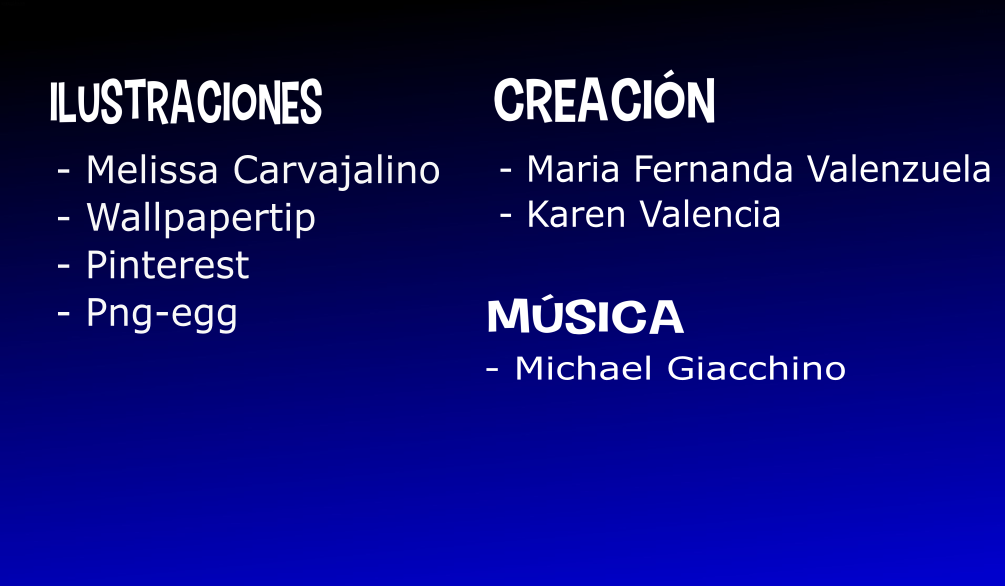 ILUSTRACIONES
- Melissa Carvajalino
- Wallpapertip
- Pinterest
- Png-egg
CREACIÓN
- Maria Fernanda Valenzuela
- Karen Valencia
MÚSICA
- Michael Giacchino